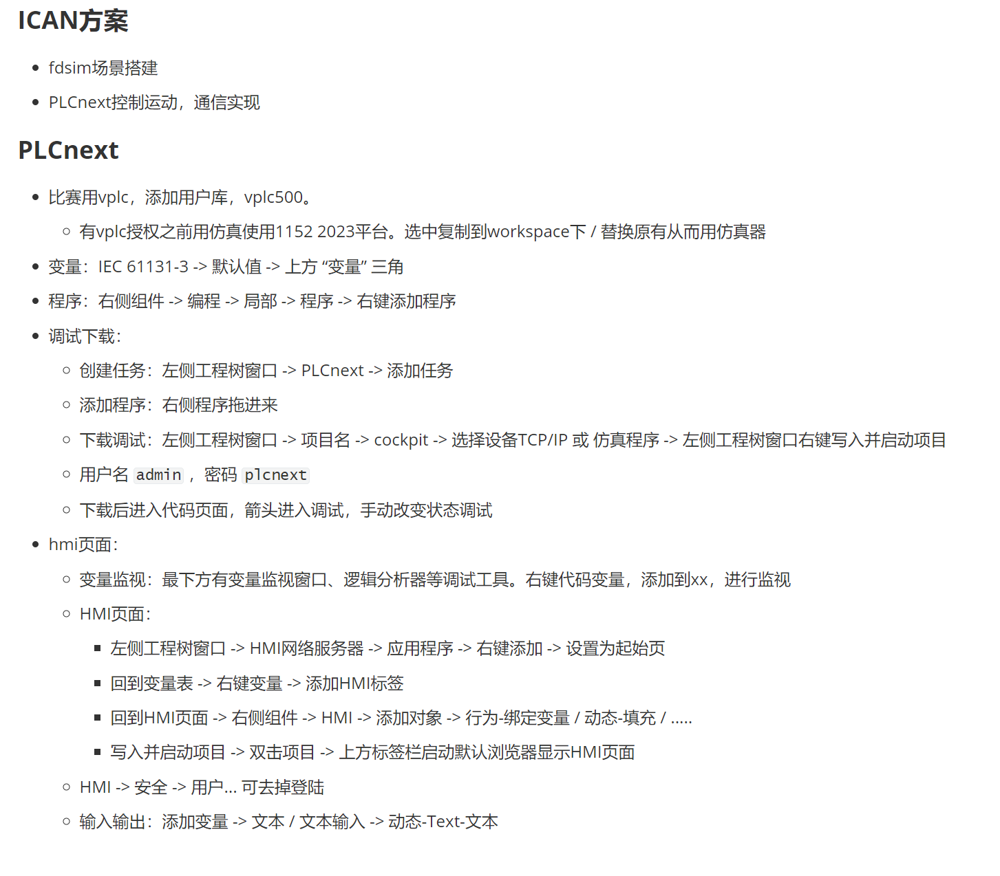 ICAN方案
fdsim场景搭建
PLCnext控制运动，通信实现
PLCnext
比赛用vplc，添加用户库，vplc500。
有vplc授权之前用仿真使用1152 2023平台。选中复制到workspace下 / 替换原有从而用仿真器
变量：IEC 61131-3 -> 默认值 -> 上方 “变量” 三角
程序：右侧组件 -> 编程 -> 局部 -> 程序 -> 右键添加程序
调试下载：
创建任务：左侧工程树窗口 -> PLCnext -> 添加任务
添加程序：右侧程序拖进来
下载调试：左侧工程树窗口 -> 项目名 -> cockpit -> 选择设备TCP/IP 或 仿真程序 -> 左侧工程树窗口右键写入并启动项目
用户名 admin ，密码 plcnext
下载后进入代码页面，箭头进入调试，手动改变状态调试
hmi页面：
变量监视：最下方有变量监视窗口、逻辑分析器等调试工具。右键代码变量，添加到xx，进行监视
HMI页面：
左侧工程树窗口 -> HMI网络服务器 -> 应用程序 -> 右键添加 -> 设置为起始页
回到变量表 -> 右键变量 -> 添加HMI标签
回到HMI页面 -> 右侧组件 -> HMI -> 添加对象 -> 行为-绑定变量 / 动态-填充 / .....
写入并启动项目 -> 双击项目 -> 上方标签栏启动默认浏览器显示HMI页面
HMI -> 安全 -> 用户... 可去掉登陆
输入输出：添加变量 -> 文本 / 文本输入 -> 动态-Text-文本